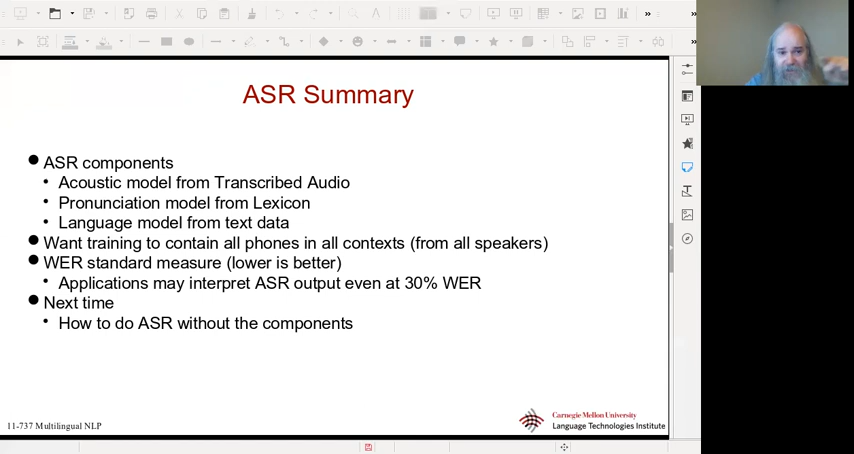 ASR Summary
ASR components
Acoustic model from Transcribed Audio
Pronunciation model from Lexicon
Language model from text data
Want training to contain all phones in all contexts (from all speakers)
WER standard measure (lower is better)
Applications may interpret ASR output even at 30% WER
Next time
How to do ASR without the components
11-737 Multilingual NLP
Carnegie Mellon University
Language Technologies Institute